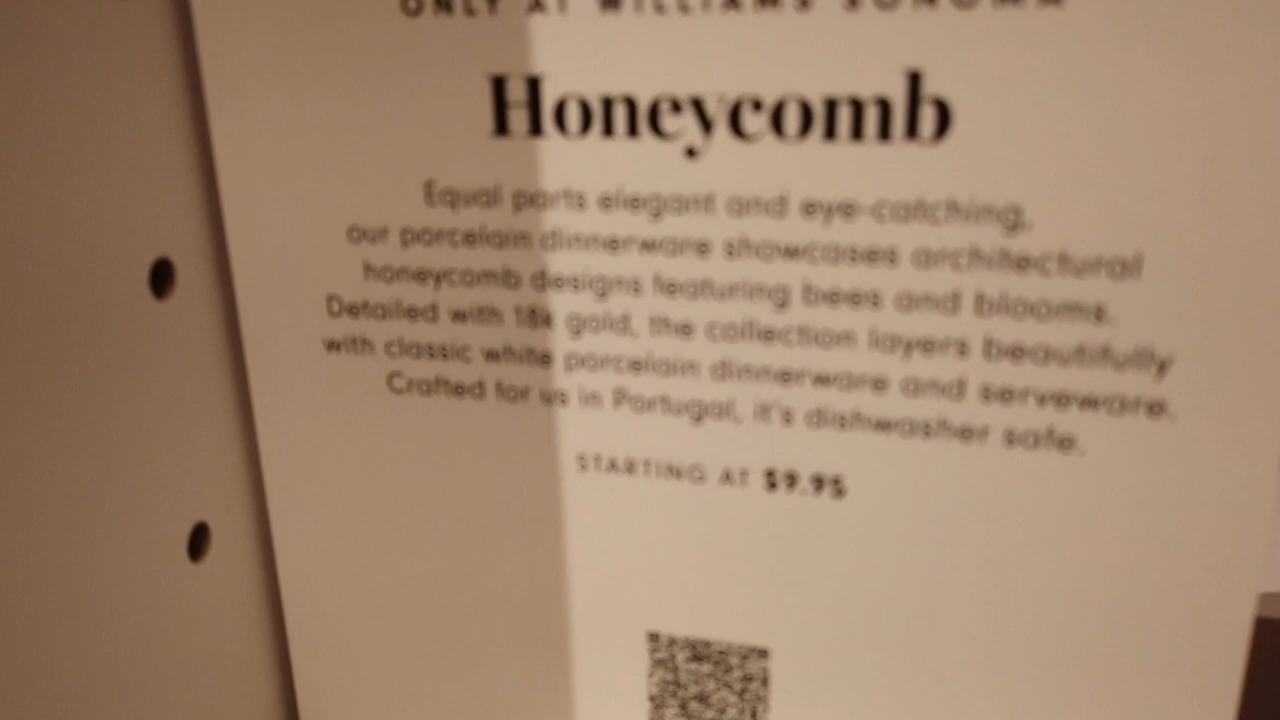 ONLY AT WILLIAMS SONOMA
Honeycomb
Equal parts elegant and eye-catching,
our porcelain dinnerware showcases architectural
honeycomb designs featuring bees and blooms.
Detailed with 18k gold, the collection layers beautifully
with classic white porcelain dinnerware and serveware.
Crafted for us in Portugal, it's dishwasher safe.
STARTING AT $9.95